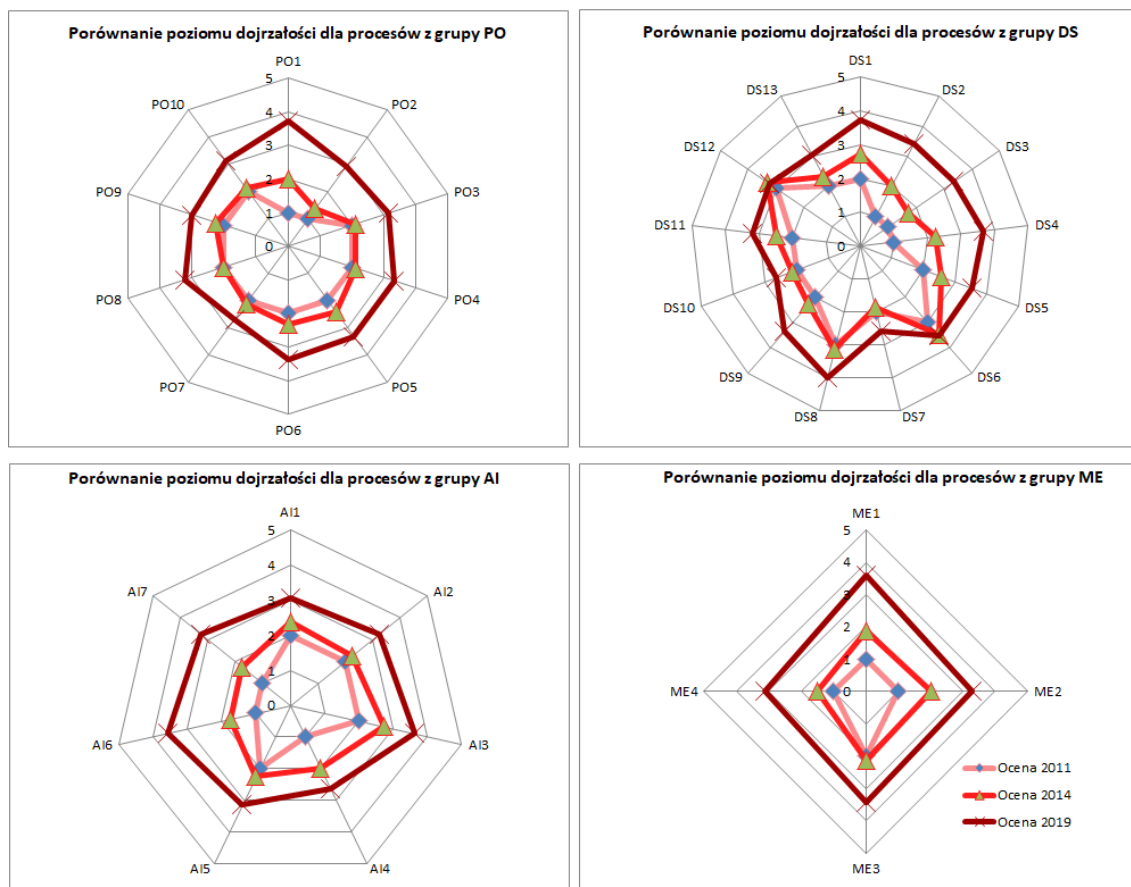 Porównanie poziomu dojrzałości dla procesów z grupy PO
PO1
PO2
PO3
PO4
PO5
PO6
PO7
PO8
PO9
PO10
5
4
3
2
1
0
Porównanie poziomu dojrzałości dla procesów z grupy DS
DS1
DS2
DS3
DS4
DS5
DS6
DS7
DS8
DS9
DS10
DS11
DS12
DS13
5
4
3
2
1
0
Porównanie poziomu dojrzałości dla procesów z grupy AI
AI1
AI2
AI3
AI4
AI5
AI6
AI7
5
4
3
2
1
0
Porównanie poziomu dojrzałości dla procesów z grupy ME
ME1
ME2
ME3
ME4
5
4
3
2
1
0
Ocena 2011
Ocena 2014
Ocena 2019